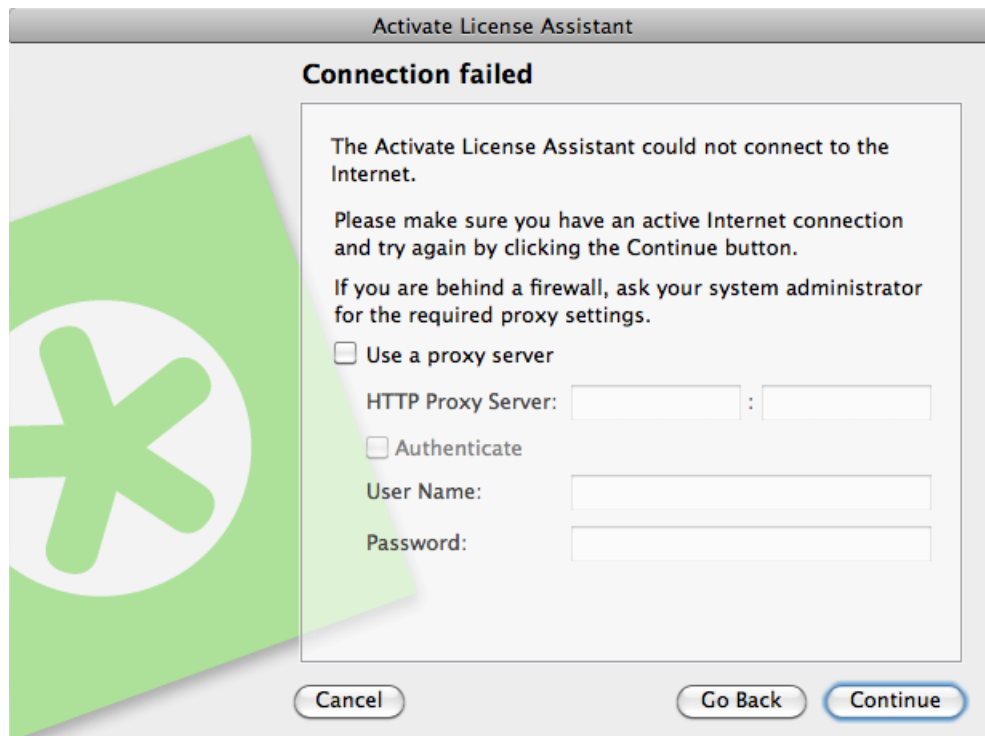 Activate License Assistant
Connection failed
The Activate License Assistant could not connect to the
Internet.
Please make sure you have an active Internet connection
and try again by clicking the Continue button.
If you are behind a firewall, ask your system administrator
for the required proxy settings.
Use a proxy server
HTTP Proxy Server: :
Authenticate
User Name:
Password:
Cancel Go Back Continue